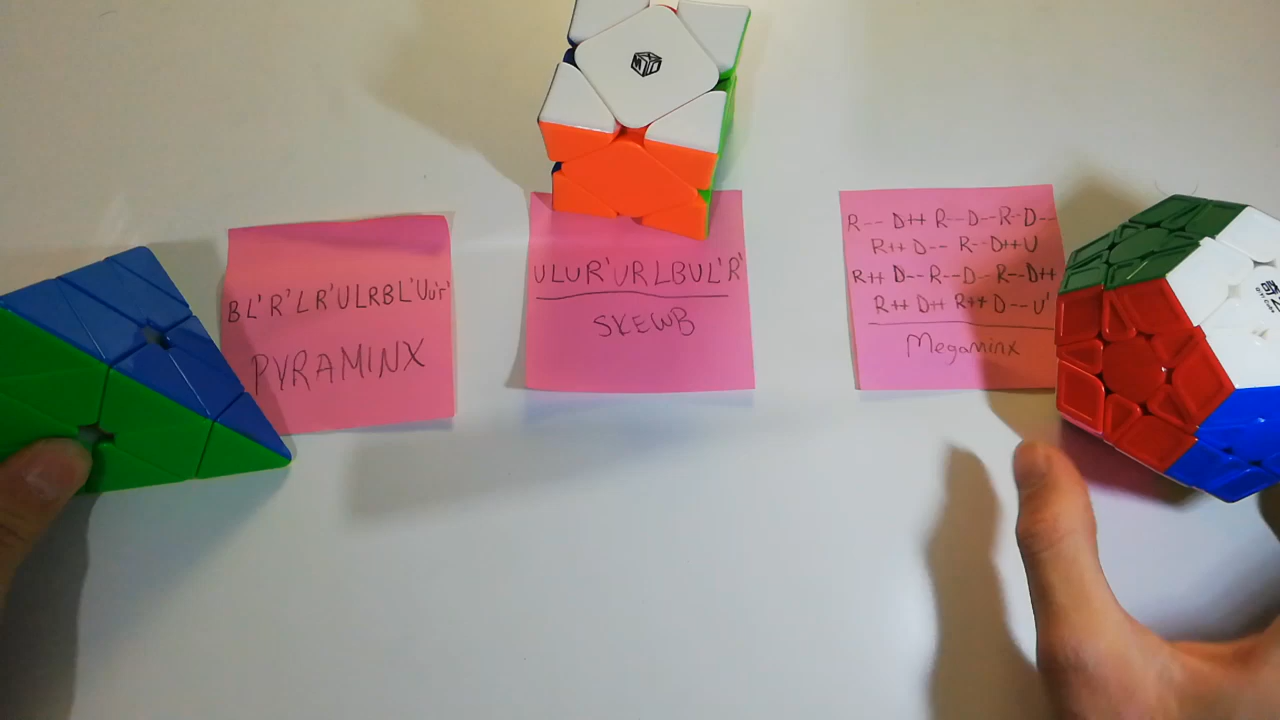 BL'R'LR'ULRBL'Uu'r'
PYRAMINX
ULUR'URLBUL'R'
SKEWB
R-- D++ R--D--R--D--
R++ D-- R--D++U
R++ D--R--D--R--D++
R++ D++ R++ D--U'
Megaminx